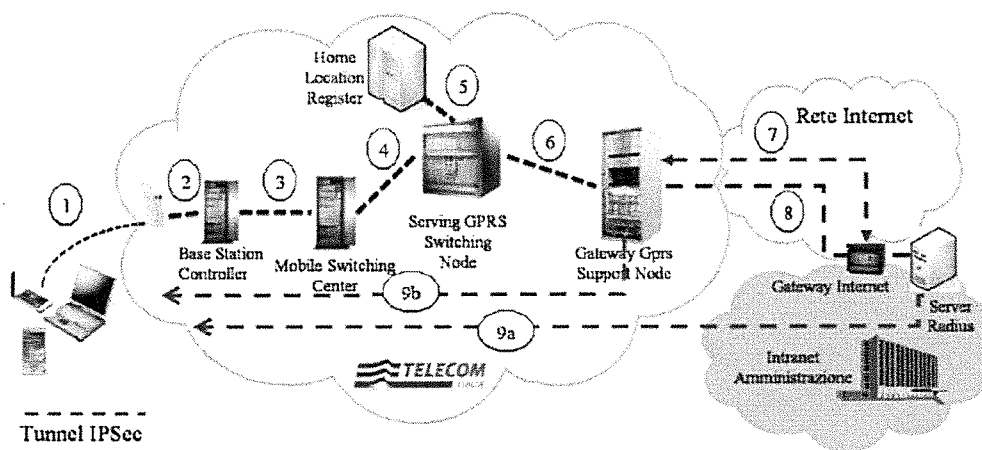 Home
Location
Register
5
Rete Internet
7
4
6
2
3
1
8
Serving GPRS
Switching
Node
Base Station
Controller
Mobile Switching
Center
Gateway Gprs
Support Node
Gateway Internet
Server
Radius
9b
9a
Intranet
Amministrazione
TELECOM
Tunnel IPSec